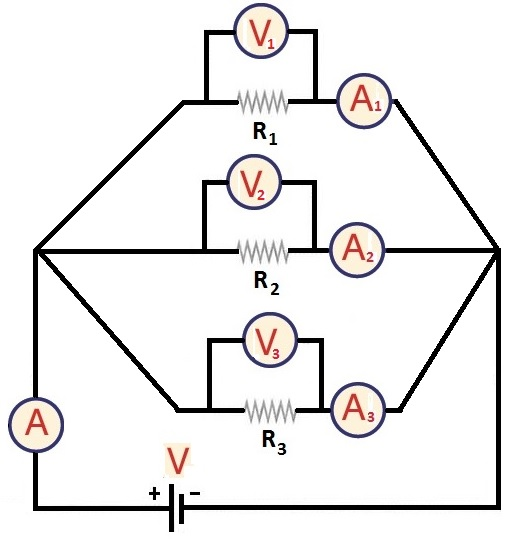 V₁
A₁
R₁
V₂
A₂
R₂
V₃
A₃
R₃
A
V
+ −